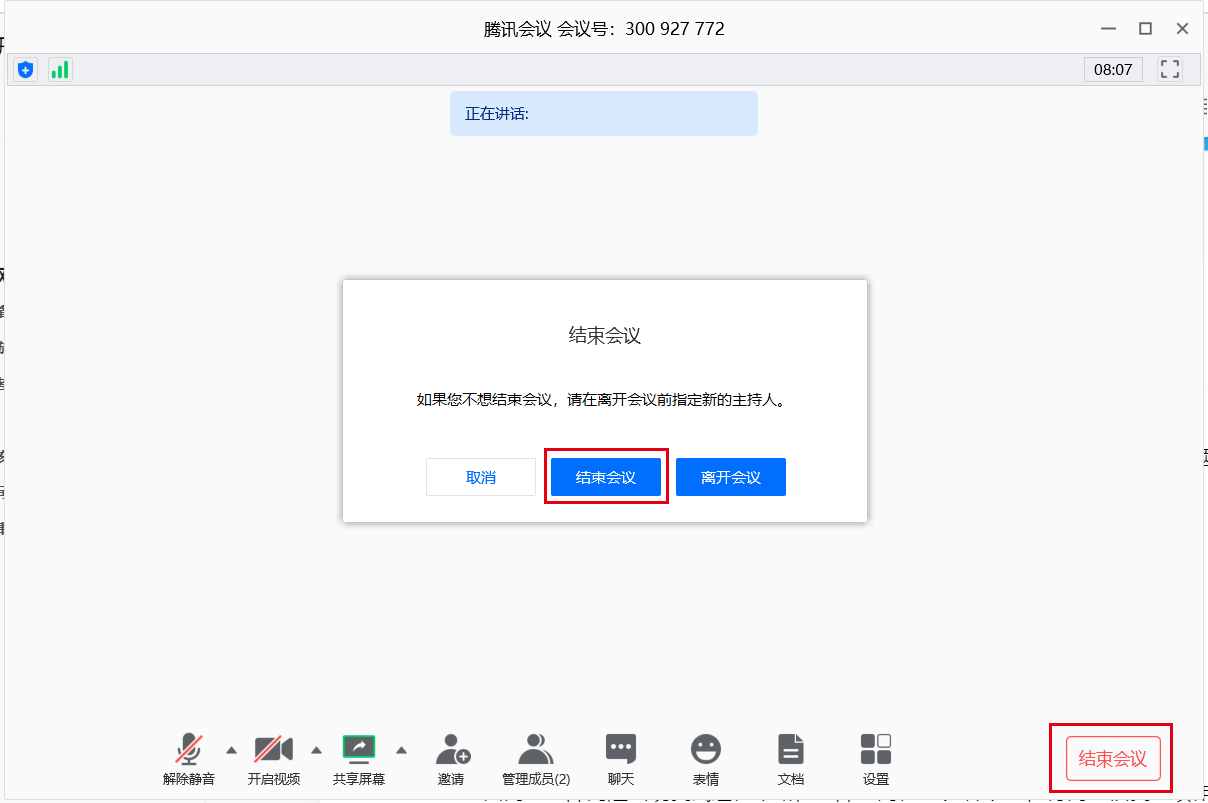 腾讯会议 会议号：300 927 772
08:07
正在讲话:
结束会议
如果您不想结束会议，请在离开会议前指定新的主持人。
取消
结束会议
离开会议
解除静音
开启视频
共享屏幕
邀请
管理成员(2)
聊天
表情
文档
设置
结束会议